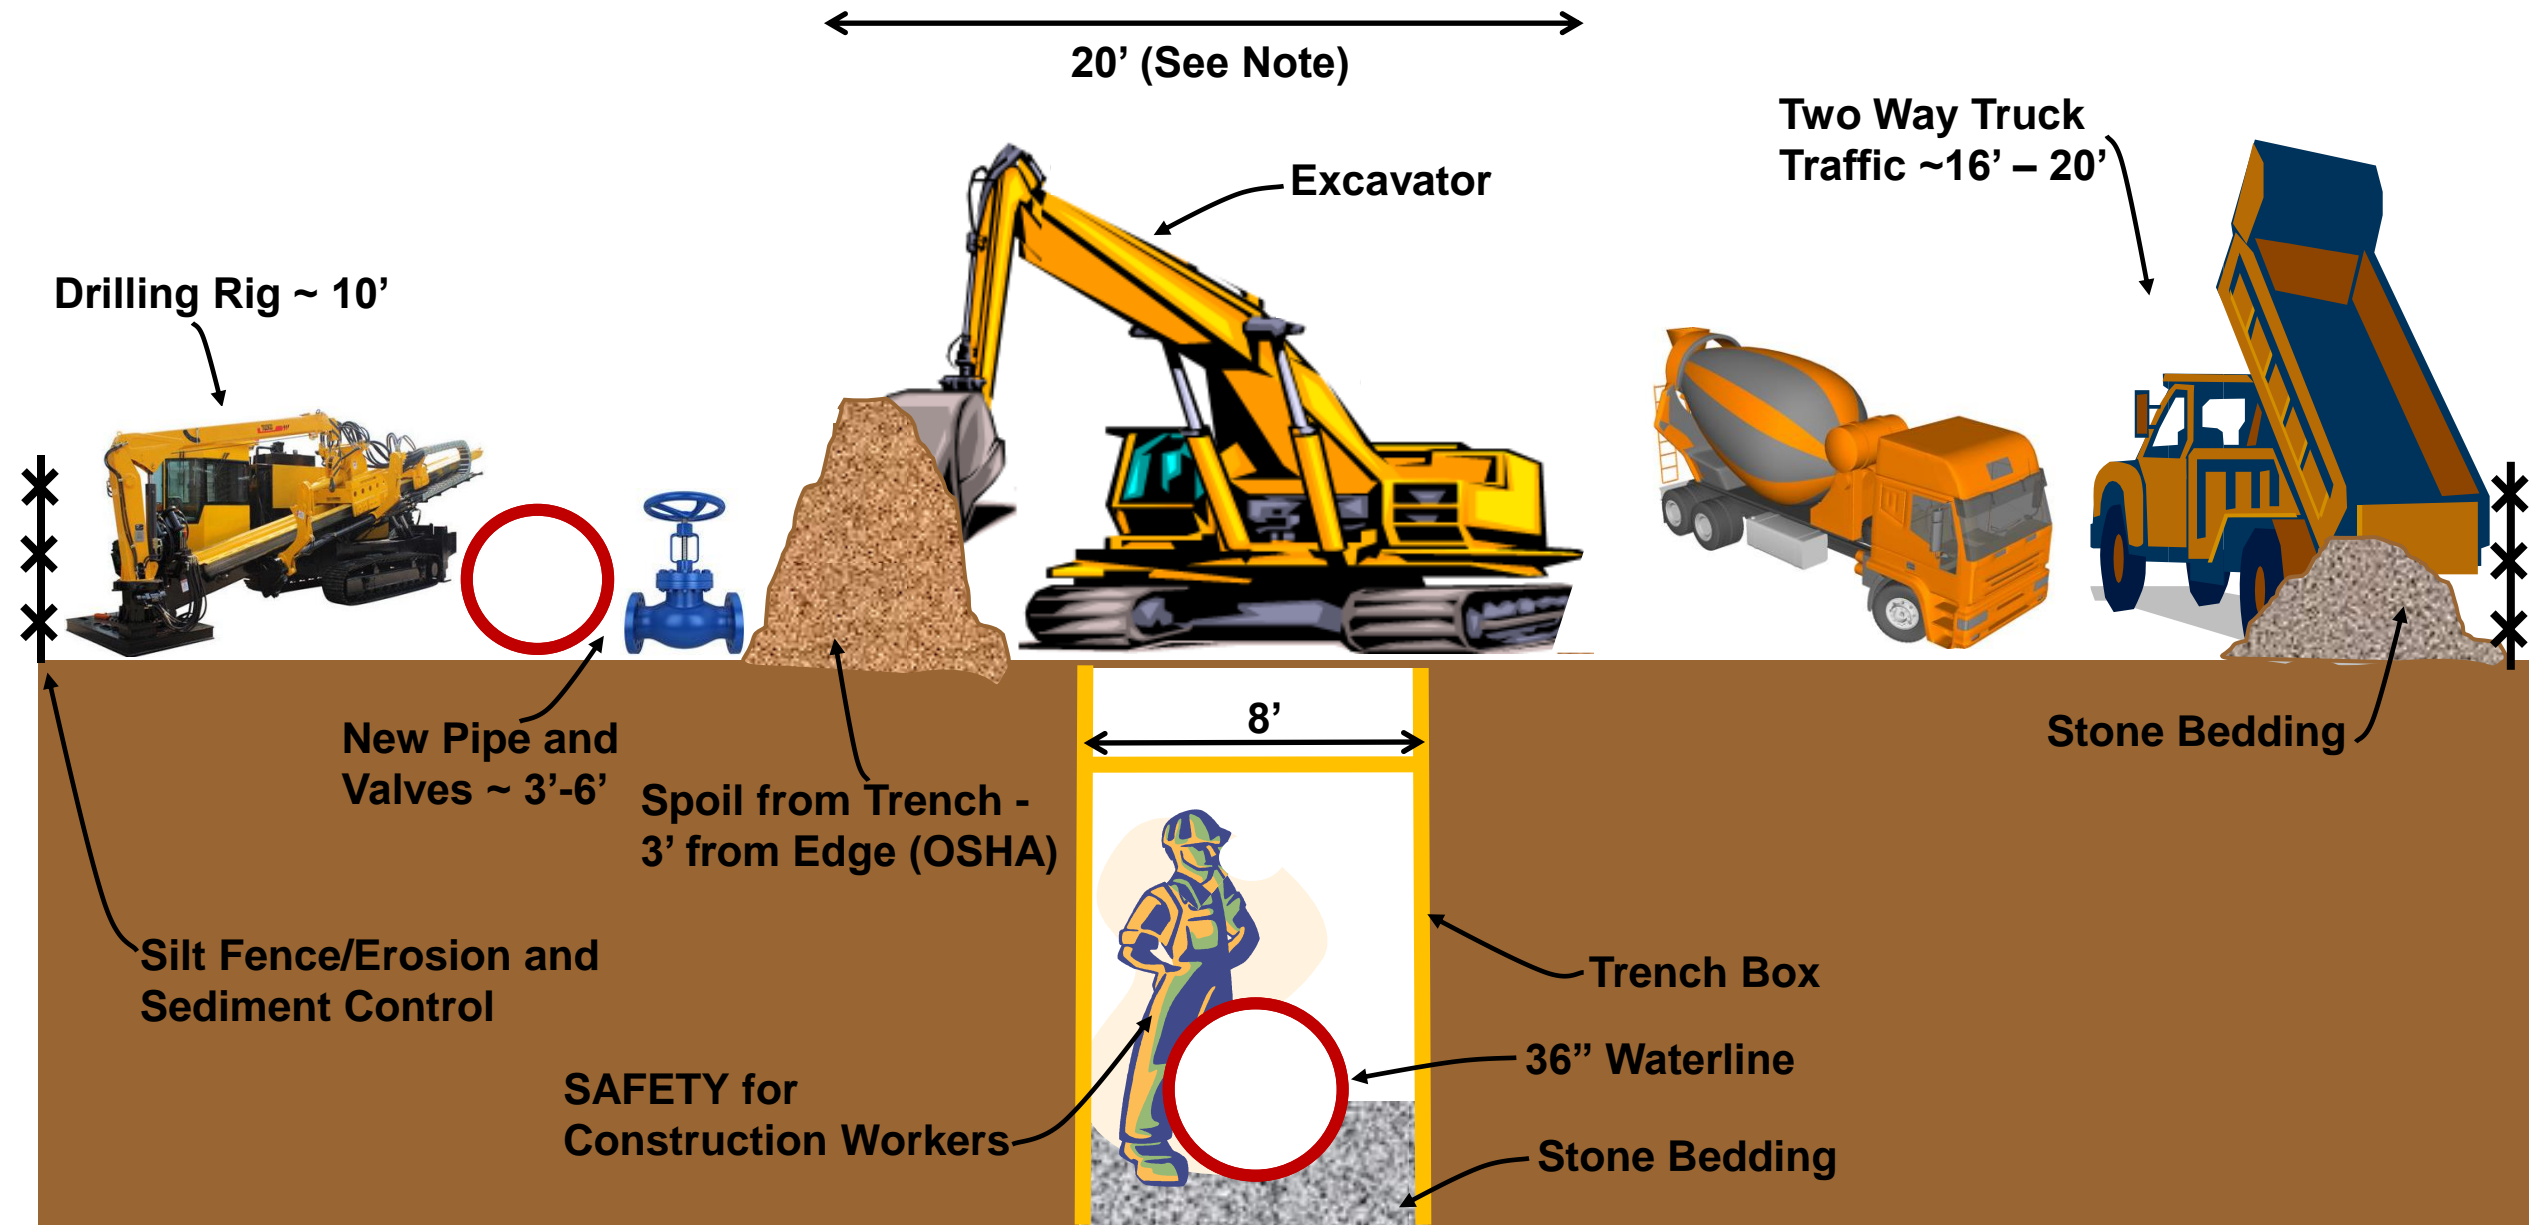 20’ (See Note)
Two Way Truck
Traffic ~16’ – 20’
Excavator
Drilling Rig ~ 10’
8’
New Pipe and
Valves ~ 3’-6’
Stone Bedding
Spoil from Trench -
3’ from Edge (OSHA)
Silt Fence/Erosion and
Sediment Control
Trench Box
36” Waterline
SAFETY for
Construction Workers
Stone Bedding